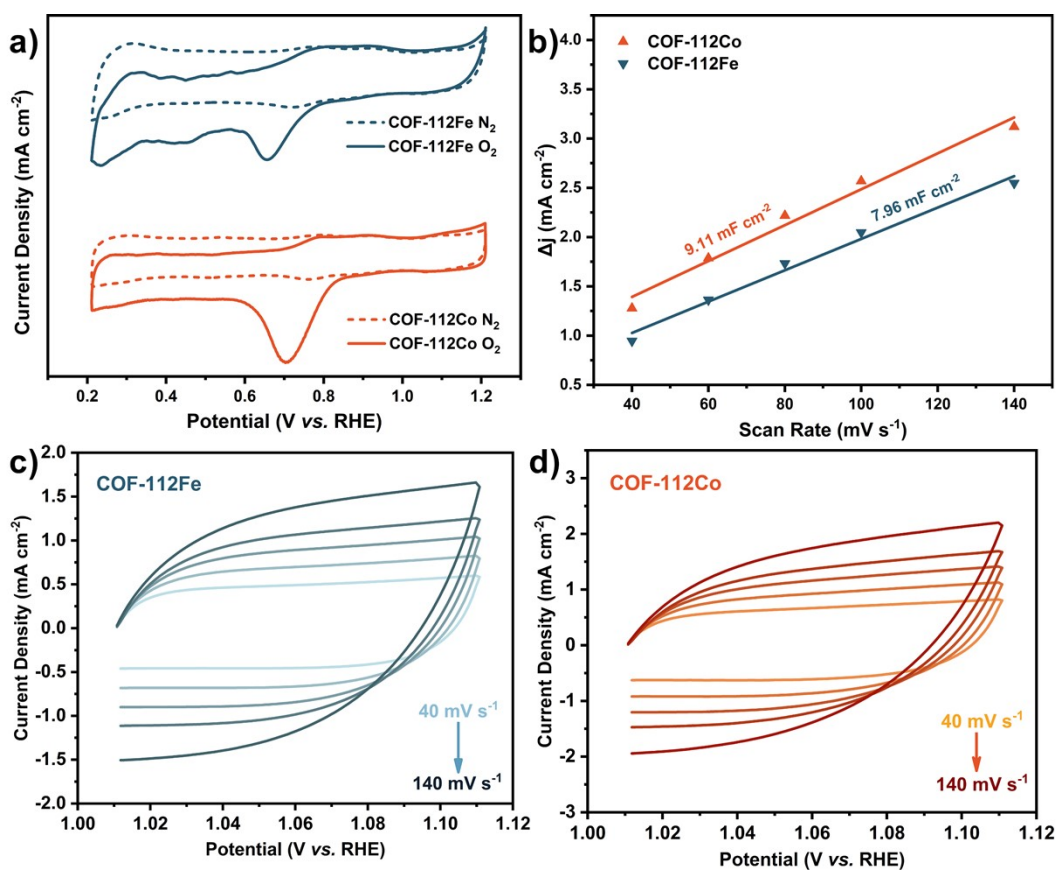 a)
Current Density (mA cm⁻²)
COF-112Fe N₂
COF-112Fe O₂
COF-112Co N₂
COF-112Co O₂
0.2 0.4 0.6 0.8 1.0 1.2
Potential (V vs. RHE)
b)
COF-112Co
COF-112Fe
Δj (mA cm⁻²)
4.0
3.5
3.0
2.5
2.0
1.5
1.0
0.5
9.11 mF cm⁻²
7.96 mF cm⁻²
40 60 80 100 120 140
Scan Rate (mV s⁻¹)
c)
COF-112Fe
Current Density (mA cm⁻²)
2.0
1.5
1.0
0.5
0.0
-0.5
-1.0
-1.5
-2.0
40 mV s⁻¹
140 mV s⁻¹
1.00 1.02 1.04 1.06 1.08 1.10 1.12
Potential (V vs. RHE)
d)
COF-112Co
Current Density (mA cm⁻²)
3
2
1
0
-1
-2
-3
40 mV s⁻¹
140 mV s⁻¹
1.00 1.02 1.04 1.06 1.08 1.10 1.12
Potential (V vs. RHE)